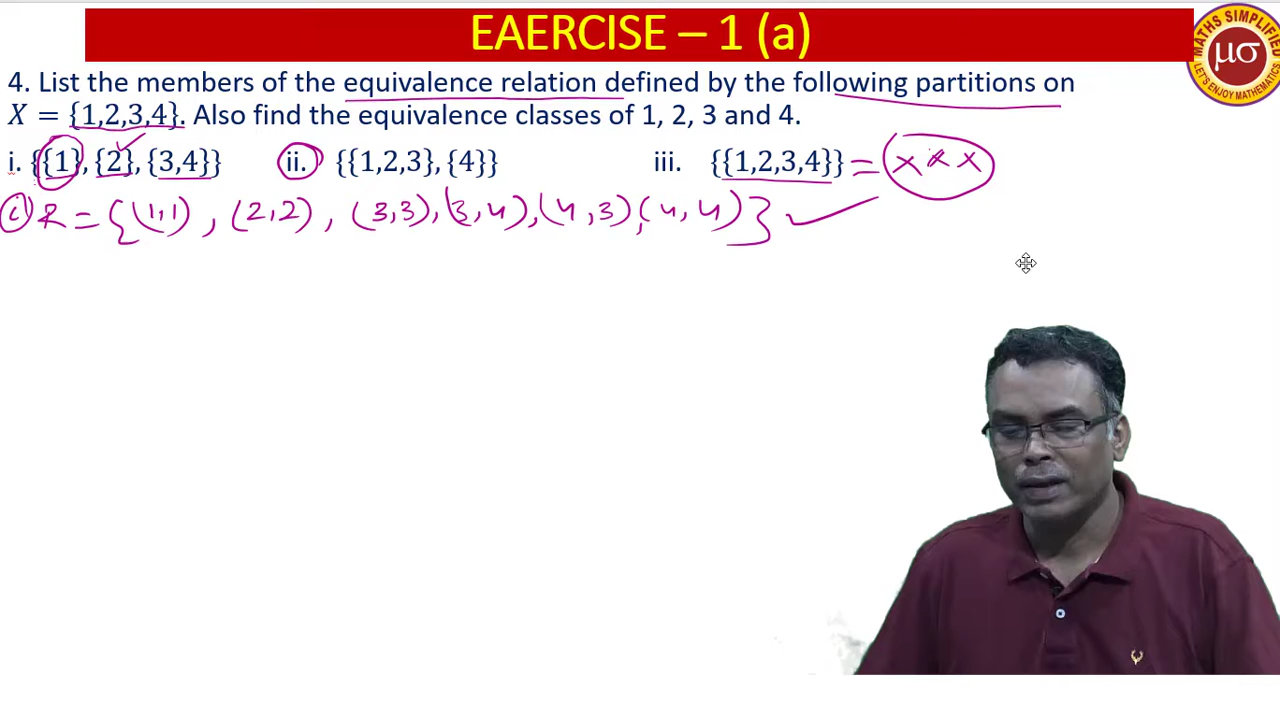 EAERCISE – 1 (a)
MATHS SIMPLIFIED
μσ
LET'S ENJOY MATHEMATICS
4. List the members of the equivalence relation defined by the following partitions on
X = {1,2,3,4}. Also find the equivalence classes of 1, 2, 3 and 4.
i. {{1}, {2}, {3,4}} ii. {{1,2,3}, {4}} iii. {{1,2,3,4}} = X × X
(i) R = {(1,1), (2,2), (3,3), (3,4), (4,3), (4,4)}